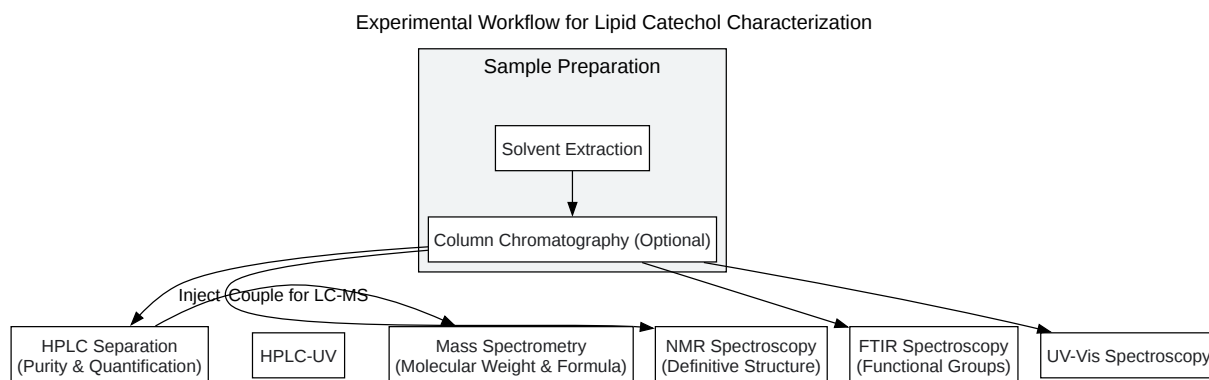 Experimental Workflow for Lipid Catechol Characterization
Sample Preparation
Solvent Extraction
Column Chromatography (Optional)
Inject
Couple for LC-MS
HPLC Separation
(Purity & Quantification)
HPLC-UV
Mass Spectrometry
(Molecular Weight & Formula)
NMR Spectroscopy
(Definitive Structure)
FTIR Spectroscopy
(Functional Groups)
UV-Vis Spectroscopy